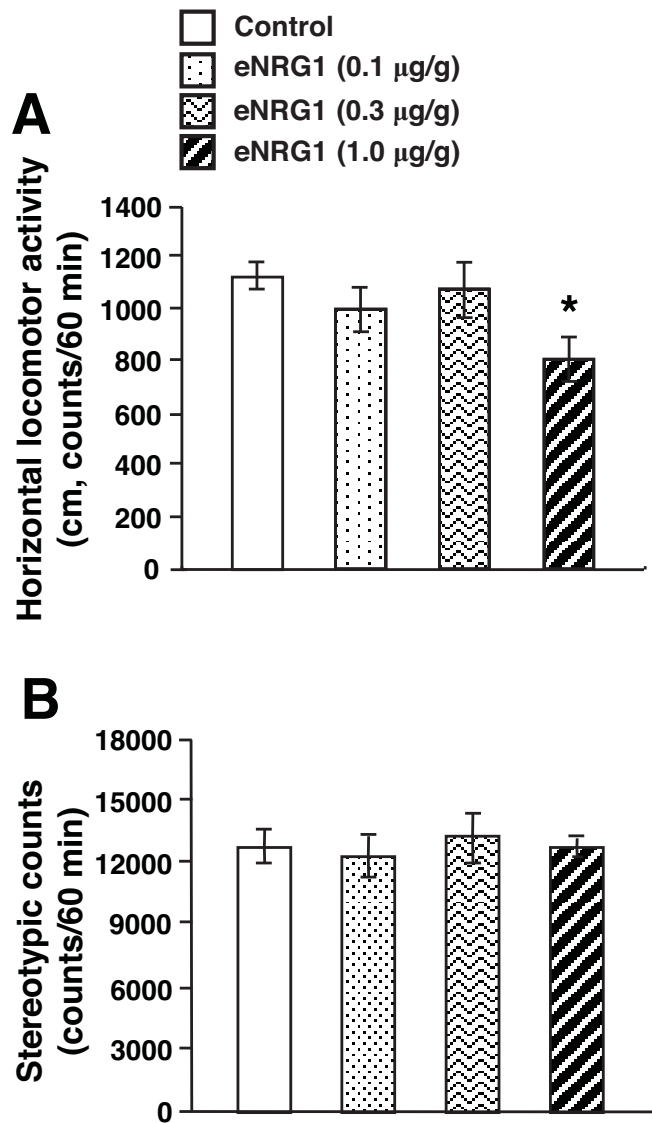 Control
eNRG1 (0.1 μg/g)
eNRG1 (0.3 μg/g)
eNRG1 (1.0 μg/g)
A
Horizontal locomotor activity
(cm, counts/60 min)
1400
1200
1000
800
600
400
200
0
*
B
Stereotypic counts
(counts/60 min)
18000
15000
12000
9000
6000
3000
0